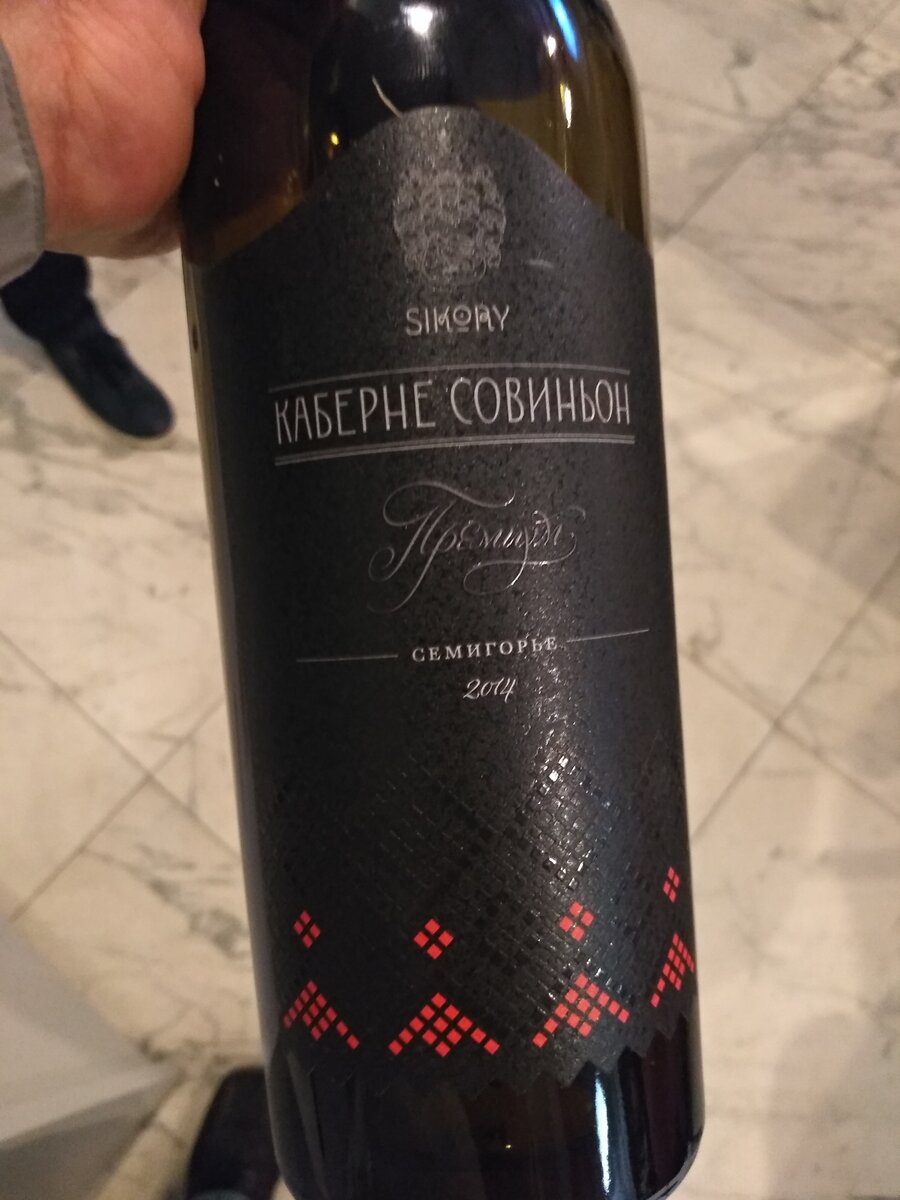 SIKORY
КАБЕРНЕ СОВИНЬОН
Премиум
СЕМИГОРЬЕ
2014